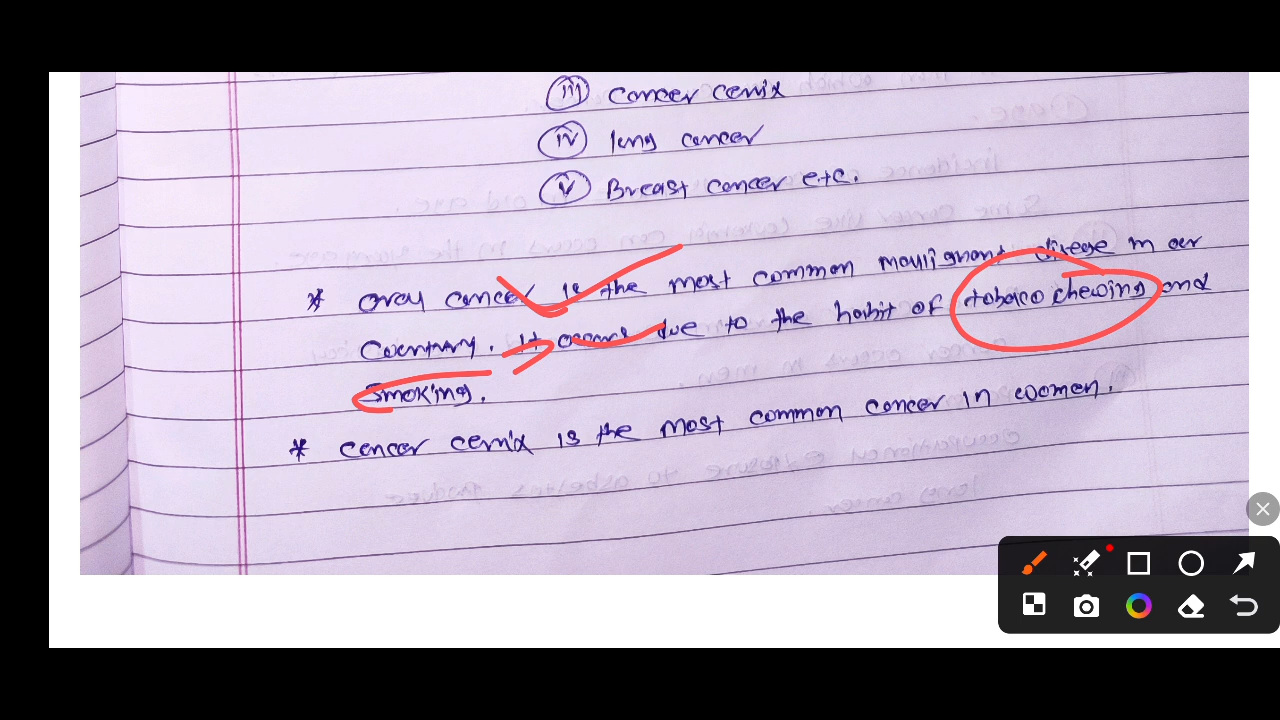 (iii) Cancer cervix
(iv) lung cancer
(v) Breast cancer etc.
* Oral cancer is the most common malignant disease in our
Country. It occurs due to the habit of tobaco chewing and
Smoking.
* Cancer cervix is the most common cancer in women.